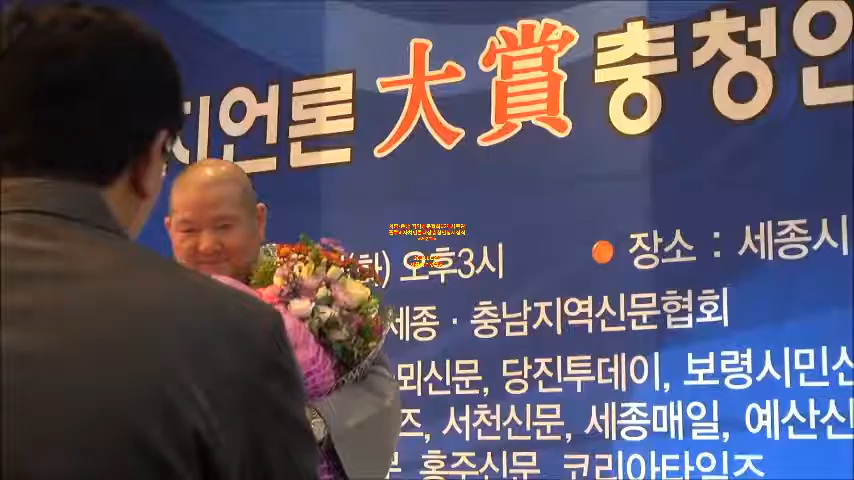 지언론 大賞 충청언
(화) 오후3시 ● 장소 : 세종시
세종 · 충남지역신문협회
뫼신문, 당진투데이, 보령시민신
즈, 서천신문, 세종매일, 예산신
홍주신문, 코리아타임즈